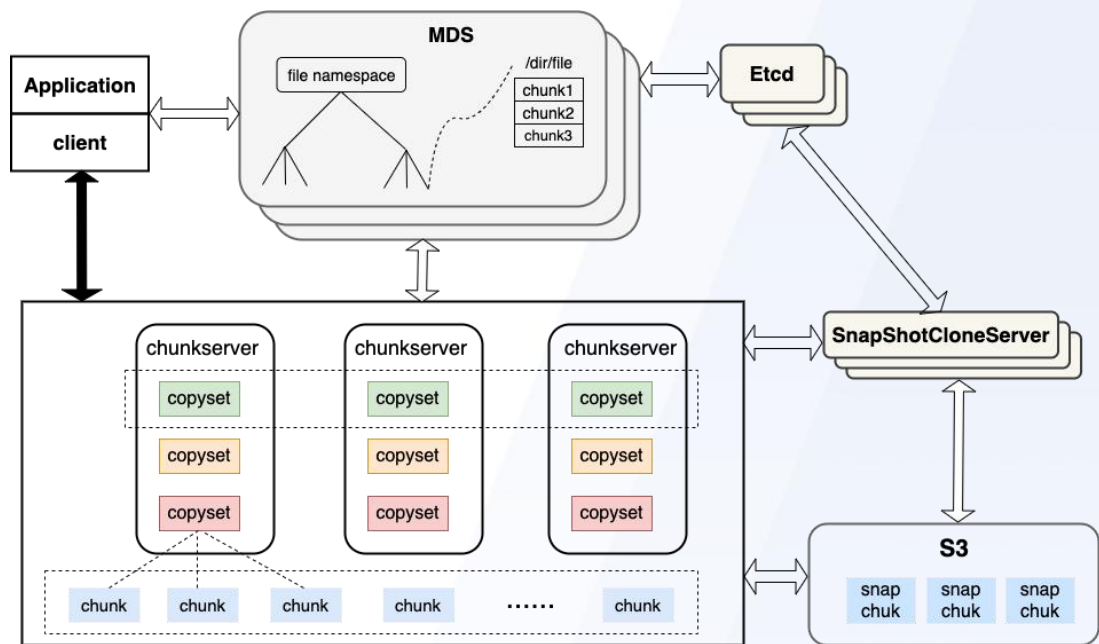 MDS
Application
client
file namespace
/dir/file
chunk1
chunk2
chunk3
Etcd
chunkserver
chunkserver
chunkserver
copyset
copyset
copyset
copyset
copyset
copyset
copyset
copyset
copyset
chunk
chunk
chunk
chunk
......
chunk
SnapShotCloneServer
S3
snap
chuk
snap
chuk
snap
chuk